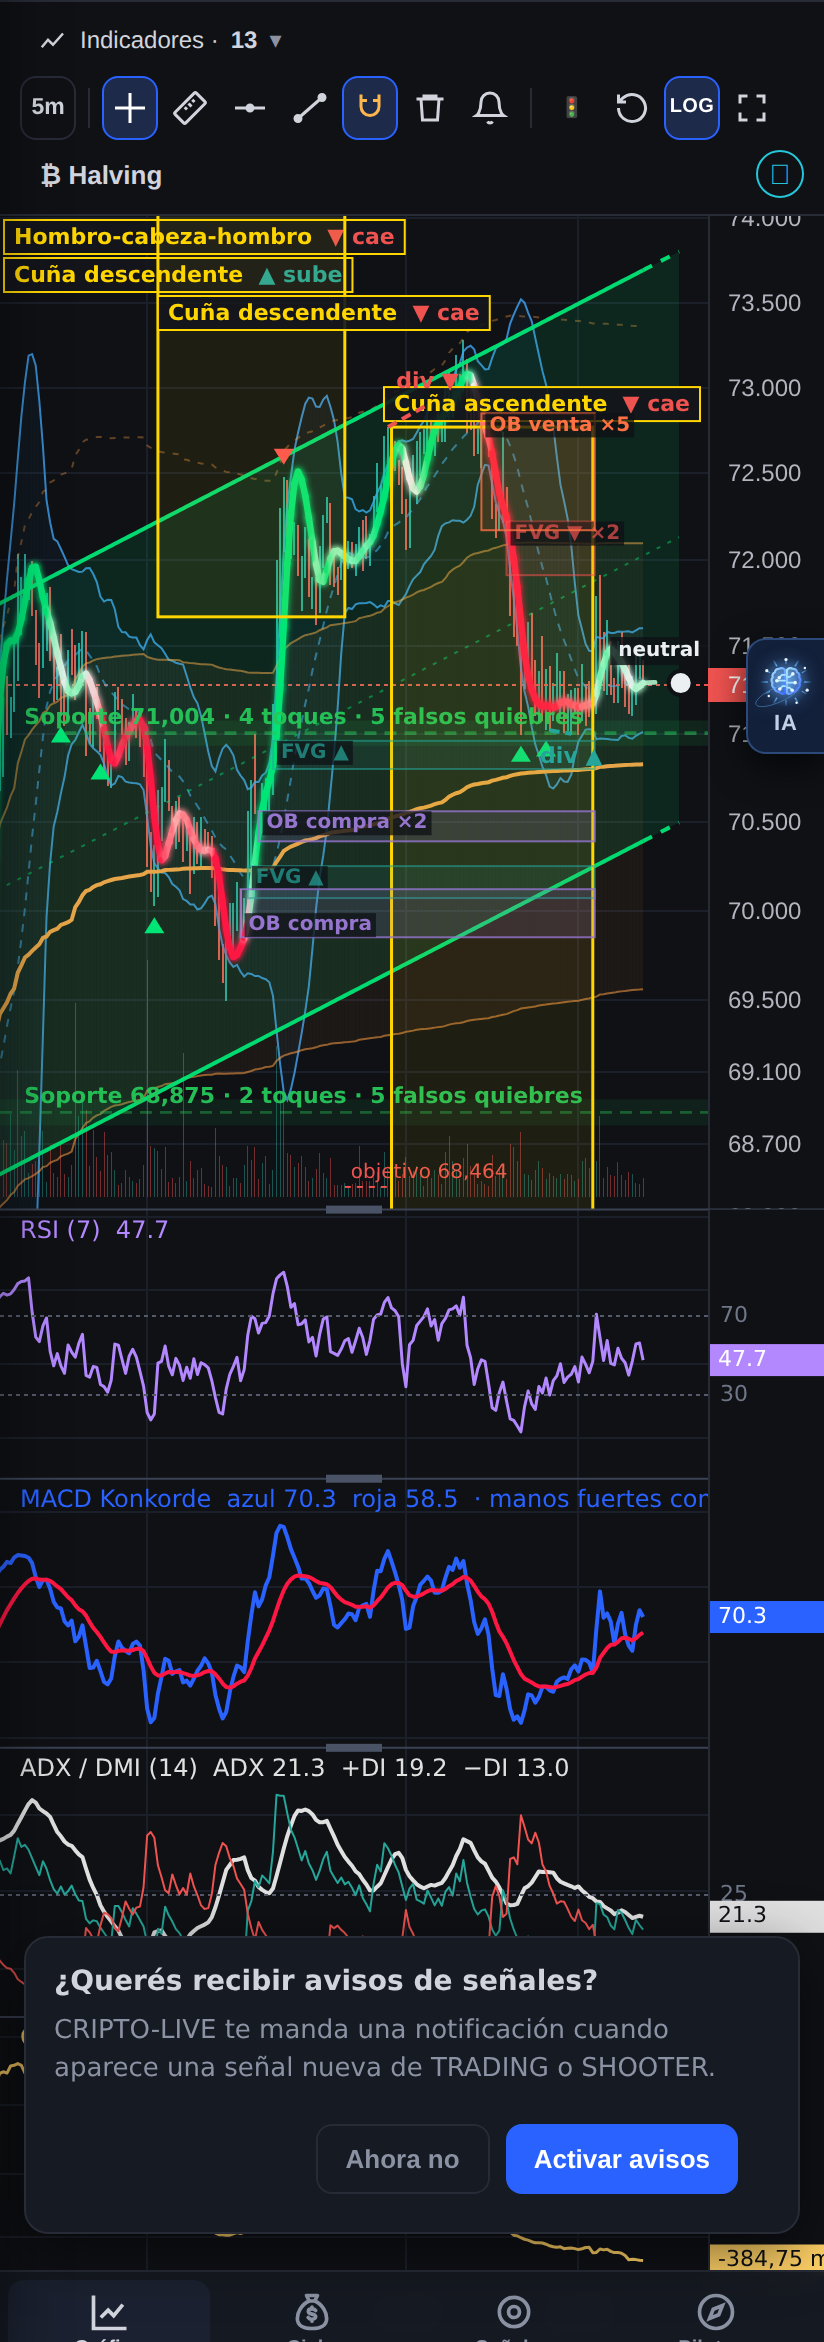 Indicadores · 13 ▾
5m
LOG
₿ Halving
74.000
Hombro-cabeza-hombro ▼ cae
Cuña descendente ▲ sube
Cuña descendente ▼ cae
73.500
div ▼
73.000
Cuña ascendente ▼ cae
OB venta ×5
72.500
FVG ▼ ×2
72.000
neutral
IA
Soporte 71,004 · 4 toques · 5 falsos quiebres
FVG ▲
div ▲
OB compra ×2
70.500
FVG ▲
OB compra
70.000
69.500
69.100
Soporte 68,875 · 2 toques · 5 falsos quiebres
68.700
objetivo 68,464
RSI (7) 47.7
70
47.7
30
MACD Konkorde azul 70.3 roja 58.5 · manos fuertes
70.3
ADX / DMI (14) ADX 21.3 +DI 19.2 −DI 13.0
25
21.3
¿Querés recibir avisos de señales?
CRIPTO-LIVE te manda una notificación cuando
aparece una señal nueva de TRADING o SHOOTER.
Ahora no
Activar avisos
-384,75